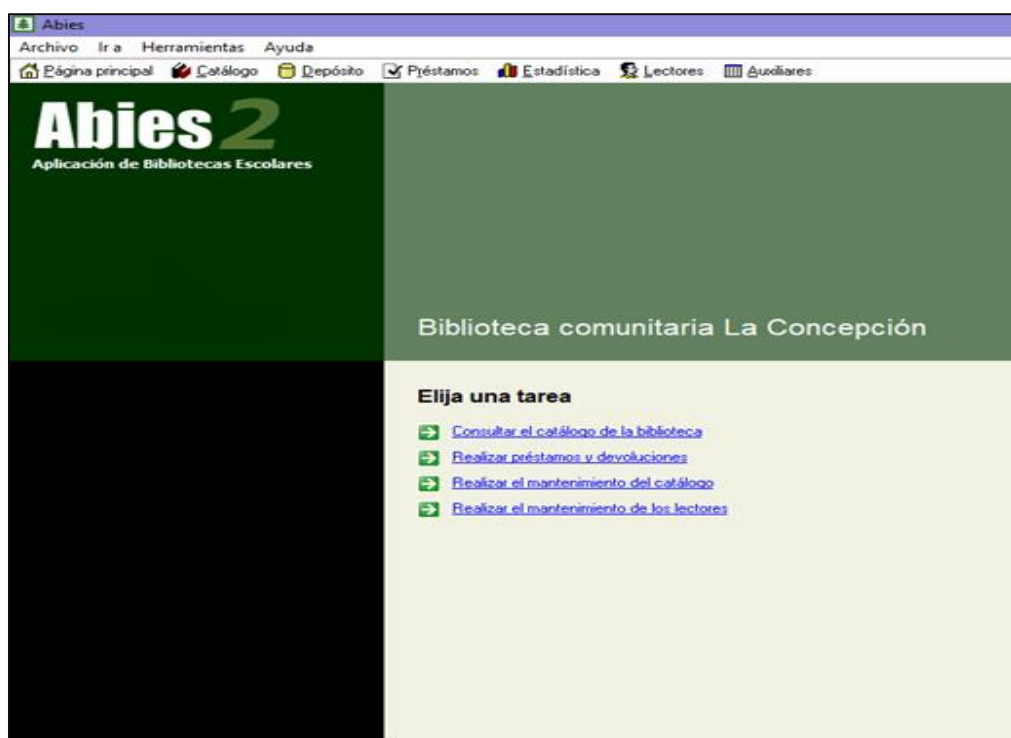 Abies
Archivo Ir a Herramientas Ayuda
Página principal Catálogo Depósito Préstamos Estadística Lectores Auxiliares
Abies 2
Aplicación de Bibliotecas Escolares
Biblioteca comunitaria La Concepción
Elija una tarea
Consultar el catálogo de la biblioteca
Realizar préstamos y devoluciones
Realizar el mantenimiento del catálogo
Realizar el mantenimiento de los lectores